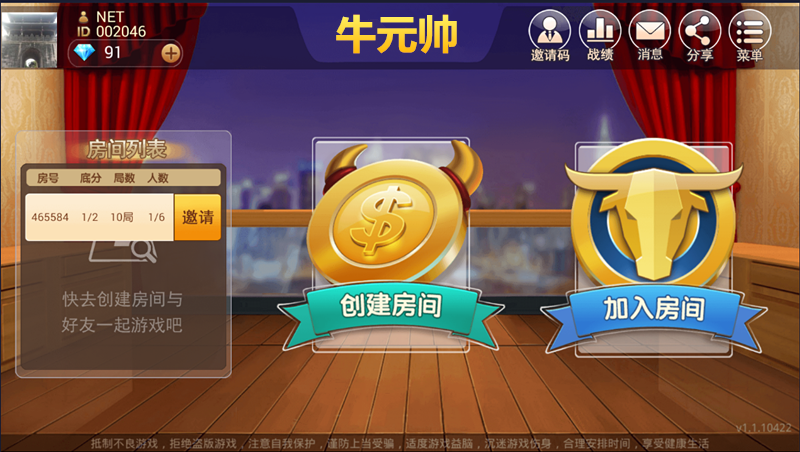 NET
ID 002046
91
牛元帅
邀请码
战绩
消息
分享
菜单
房间列表
房号 底分 局数 人数
465584 1/2 10局 1/6 邀请
快去创建房间与
好友一起游戏吧
$
创建房间
加入房间
v1.1.10422
抵制不良游戏，拒绝盗版游戏，注意自我保护，谨防上当受骗，适度游戏益脑，沉迷游戏伤身，合理安排时间，享受健康生活